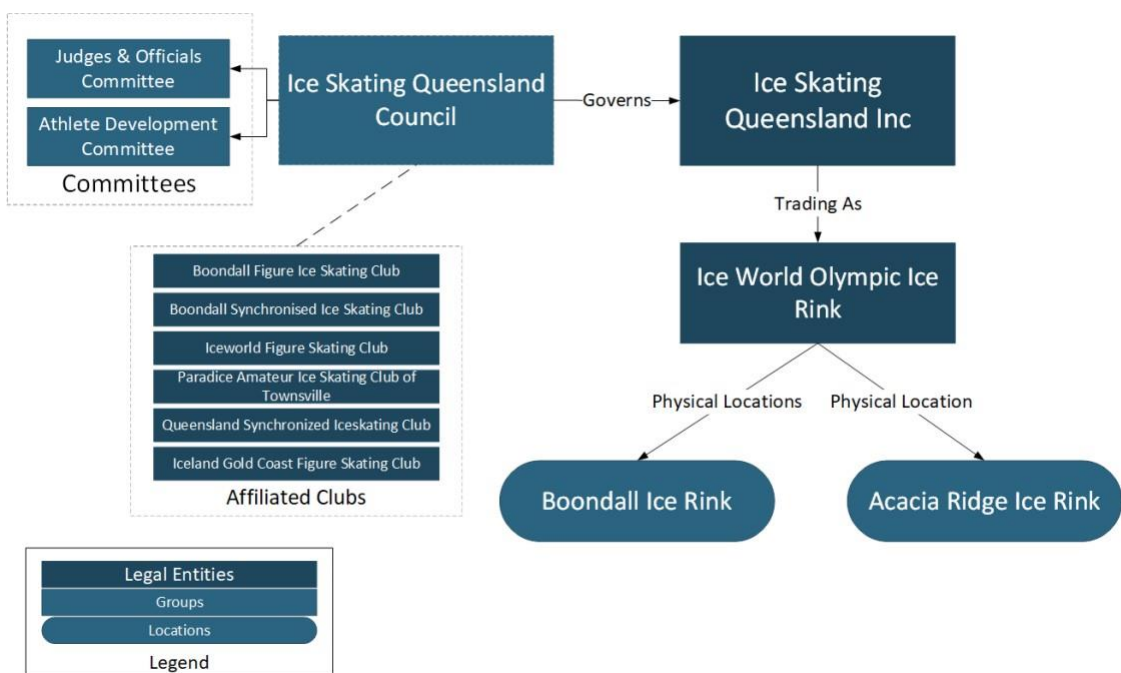 Judges & Officials
Committee
Athlete Development
Committee
Committees
Ice Skating Queensland
Council
Governs
Ice Skating
Queensland Inc
Trading As
Ice World Olympic Ice
Rink
Physical Locations
Physical Location
Boondall Ice Rink
Acacia Ridge Ice Rink
Boondall Figure Ice Skating Club
Boondall Synchronised Ice Skating Club
Iceworld Figure Skating Club
Paradice Amateur Ice Skating Club of
Townsville
Queensland Synchronized Iceskating Club
Iceland Gold Coast Figure Skating Club
Affiliated Clubs
Legal Entities
Groups
Locations
Legend